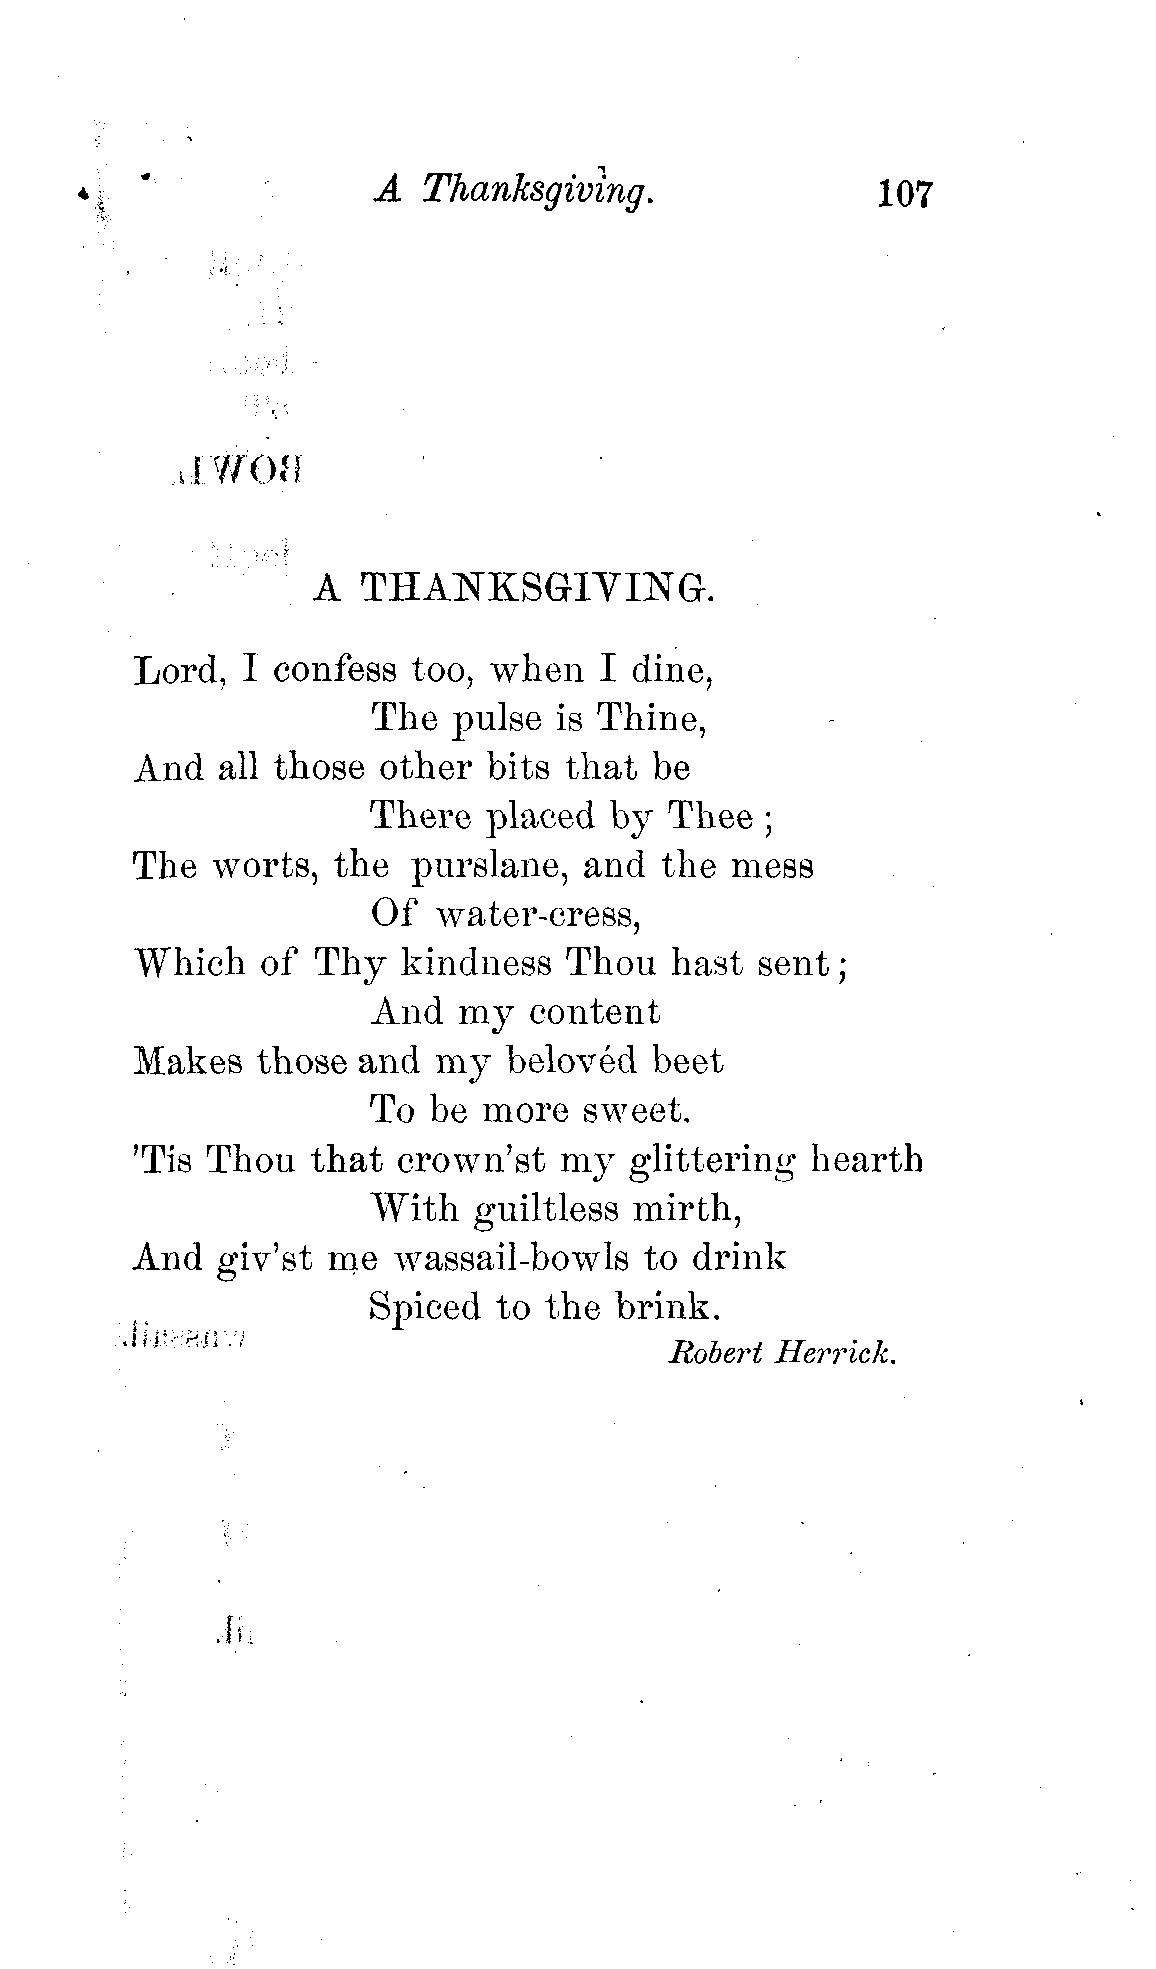 A Thanksgiving. 107
BOWL.
A THANKSGIVING.
Lord, I confess too, when I dine,
The pulse is Thine,
And all those other bits that be
There placed by Thee ;
The worts, the purslane, and the mess
Of water-cress,
Which of Thy kindness Thou hast sent ;
And my content
Makes those and my belovéd beet
To be more sweet.
'Tis Thou that crown'st my glittering hearth
With guiltless mirth,
And giv'st me wassail-bowls to drink
Spiced to the brink.
wassail.
Robert Herrick.